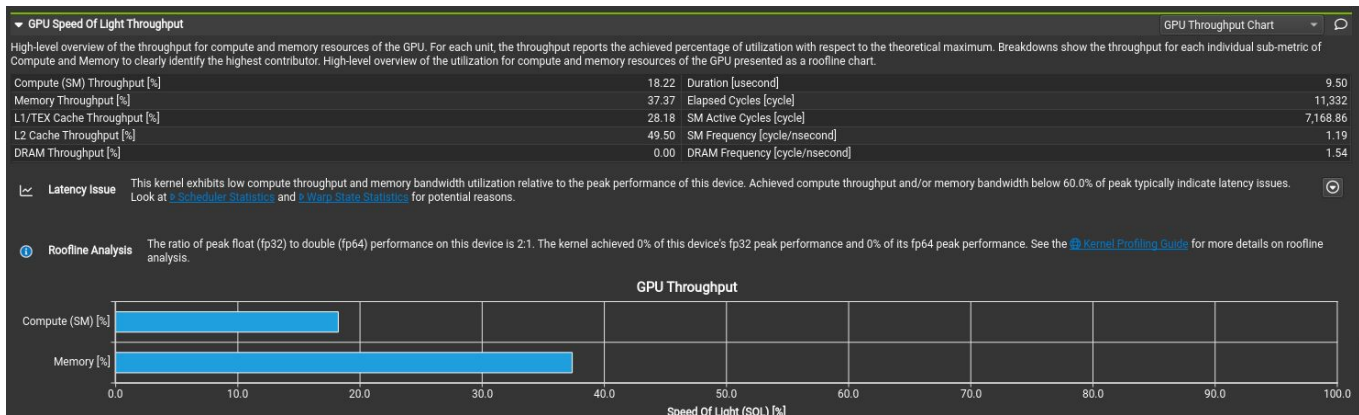 GPU Speed Of Light Throughput
GPU Throughput Chart
High-level overview of the throughput for compute and memory resources of the GPU. For each unit, the throughput reports the achieved percentage of utilization with respect to the theoretical maximum. Breakdowns show the throughput for each individual sub-metric of
Compute and Memory to clearly identify the highest contributor. High-level overview of the utilization for compute and memory resources of the GPU presented as a roofline chart.
Compute (SM) Throughput [%] 18.22 Duration [usecond] 9.50
Memory Throughput [%] 37.37 Elapsed Cycles [cycle] 11,332
L1/TEX Cache Throughput [%] 28.18 SM Active Cycles [cycle] 7,168.86
L2 Cache Throughput [%] 49.50 SM Frequency [cycle/nsecond] 1.19
DRAM Throughput [%] 0.00 DRAM Frequency [cycle/nsecond] 1.54
Latency Issue
This kernel exhibits low compute throughput and memory bandwidth utilization relative to the peak performance of this device. Achieved compute throughput and/or memory bandwidth below 60.0% of peak typically indicate latency issues.
Look at Scheduler Statistics and Warp State Statistics for potential reasons.
Roofline Analysis
The ratio of peak float (fp32) to double (fp64) performance on this device is 2:1. The kernel achieved 0% of this device's fp32 peak performance and 0% of its fp64 peak performance. See the Kernel Profiling Guide for more details on roofline
analysis.
GPU Throughput
Compute (SM) [%]
Memory [%]
0.0 10.0 20.0 30.0 40.0 50.0 60.0 70.0 80.0 90.0 100.0
Speed Of Light (SOL) [%]